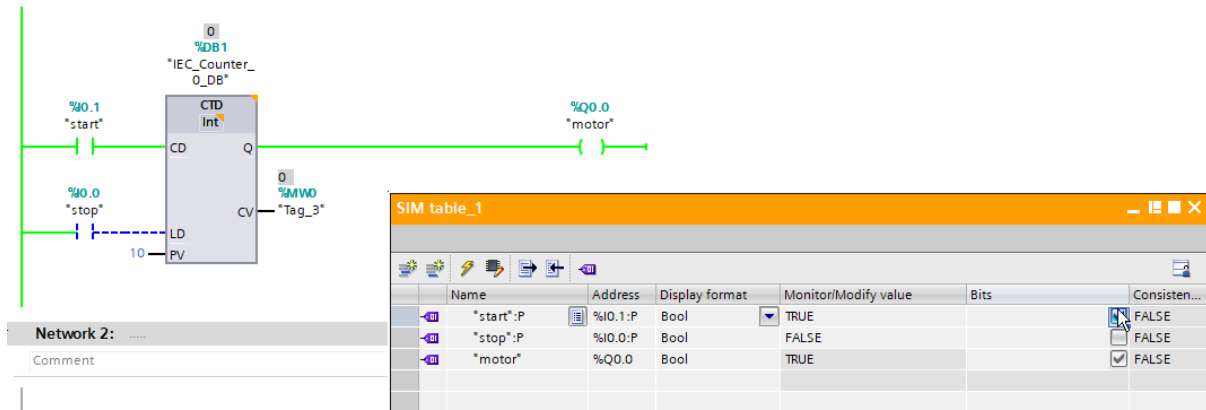 0
%DB1
"IEC_Counter_
0_DB"
%I0.1
"start"
CTD
Int
%Q0.0
"motor"
CD
Q
0
%MW0
"Tag_3"
%I0.0
"stop"
CV
LD
10
PV
SIM table_1
Name Address Display format Monitor/Modify value Bits Consisten...
"start":P %I0.1:P Bool TRUE FALSE
"stop":P %I0.0:P Bool FALSE FALSE
"motor" %Q0.0 Bool TRUE FALSE
Network 2: .....
Comment